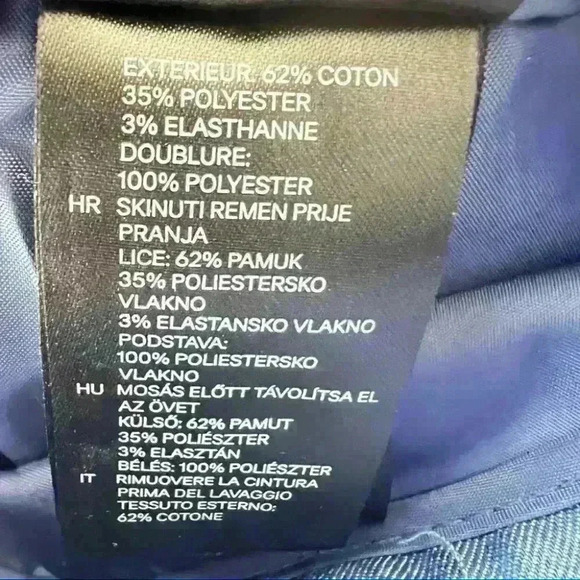 EXTERIEUR: 62% COTON
35% POLYESTER
3% ELASTHANNE
DOUBLURE:
100% POLYESTER
HR SKINUTI REMEN PRIJE
PRANJA
LICE: 62% PAMUK
35% POLIESTERSKO
VLAKNO
3% ELASTANSKO VLAKNO
PODSTAVA:
100% POLIESTERSKO
VLAKNO
HU MOSÁS ELŐTT TÁVOLÍTSA EL
AZ ÖVET
KÜLSŐ: 62% PAMUT
35% POLIÉSZTER
3% ELASZTÁN
BÉLÉS: 100% POLIÉSZTER
IT RIMUOVERE LA CINTURA
PRIMA DEL LAVAGGIO
TESSUTO ESTERNO:
62% COTONE